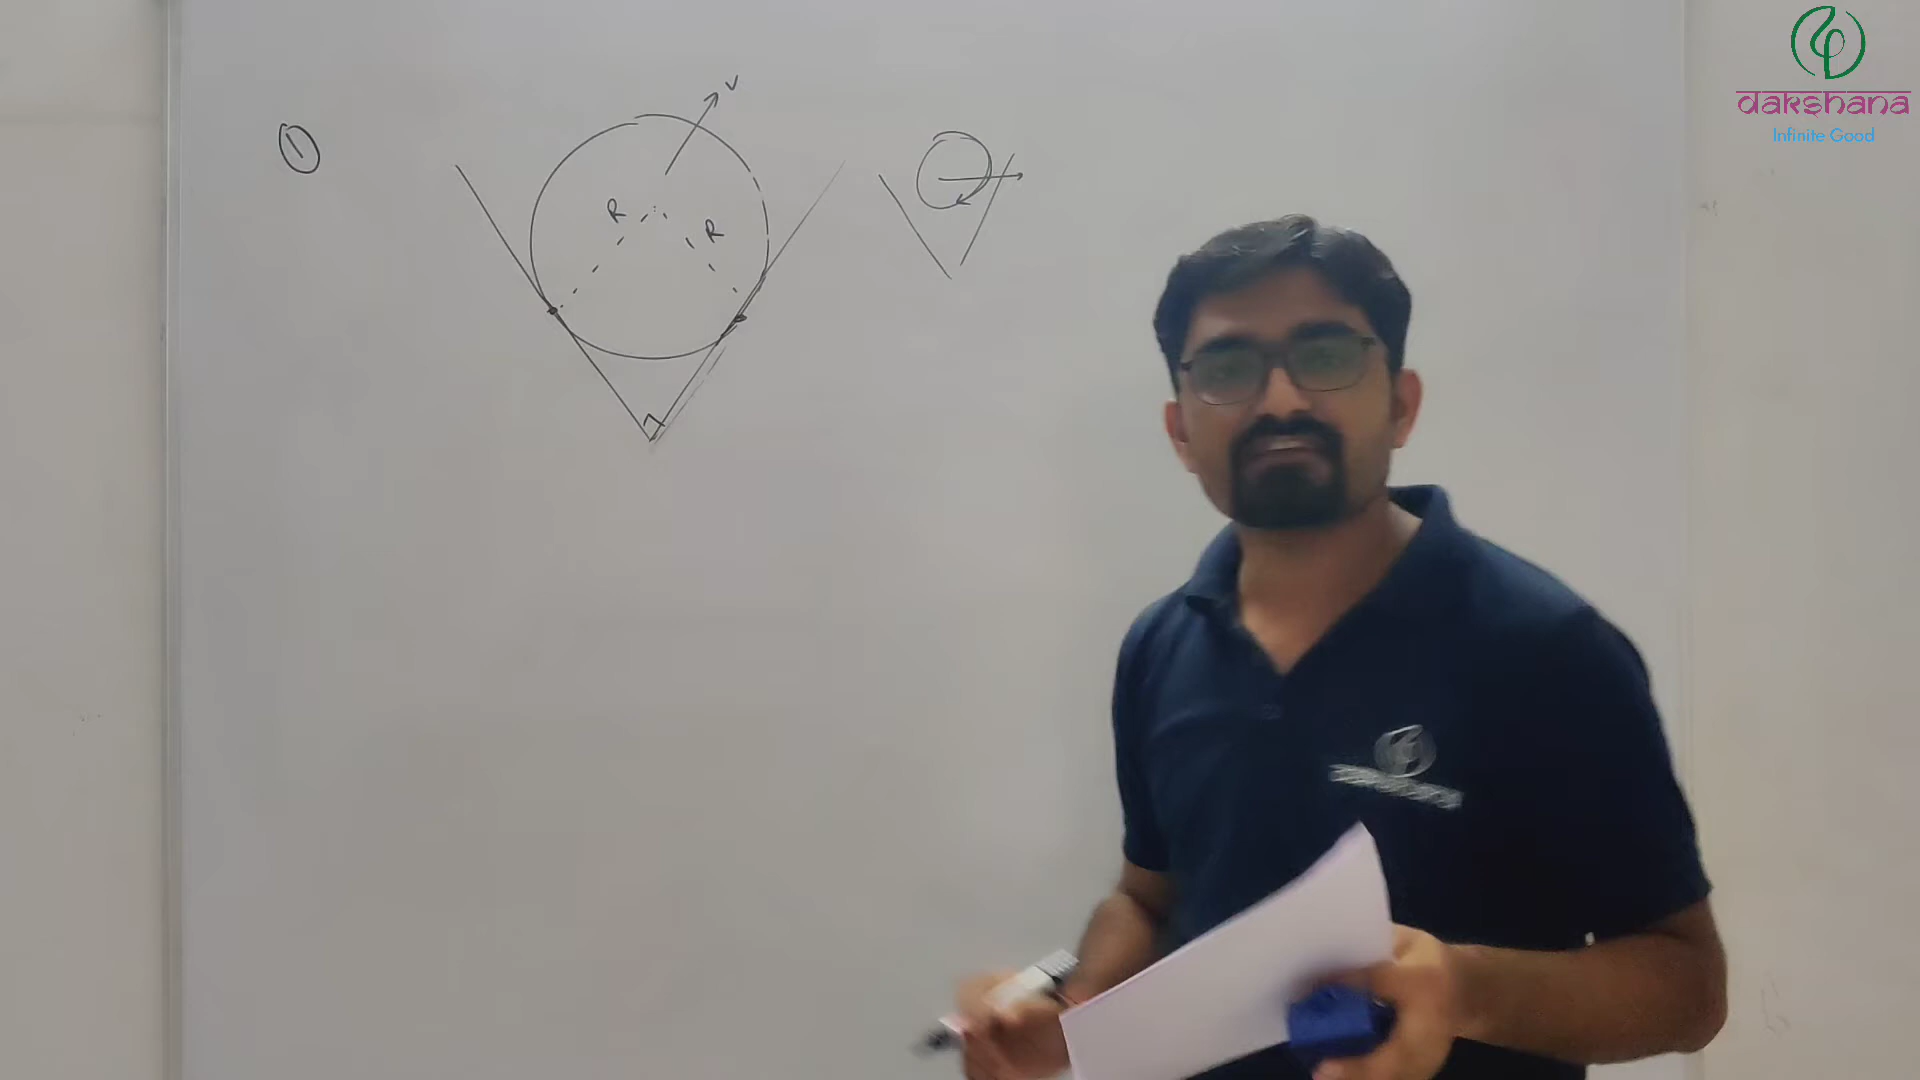 ①
v
R
R
dakshana
Infinite Good